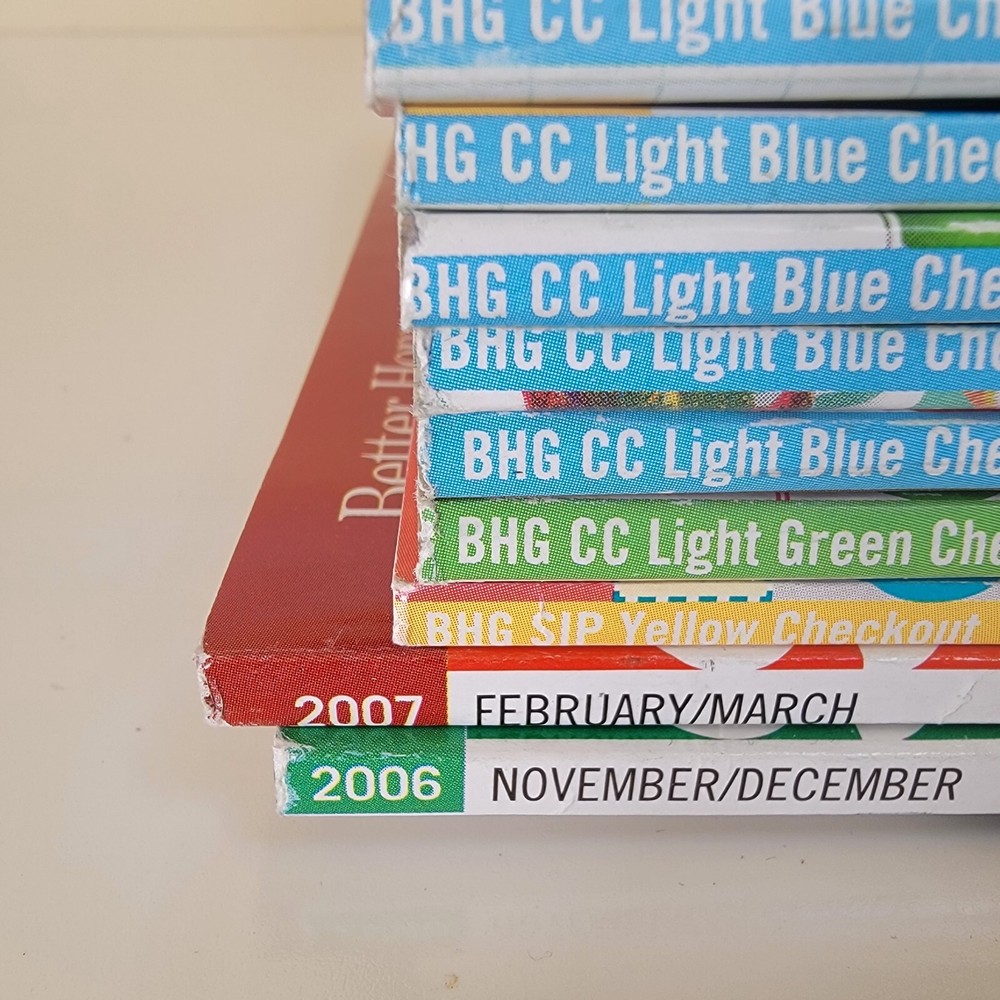 BHG CC Light Blue Ch
HG CC Light Blue Chec
BHG CC Light Blue Che
BHG CC Light Blue Che
BHG CC Light Blue Che
BHG CC Light Green Che
BHG SIP Yellow Checkout
Better Hom
2007 FEBRUARY/MARCH
2006 NOVEMBER/DECEMBER